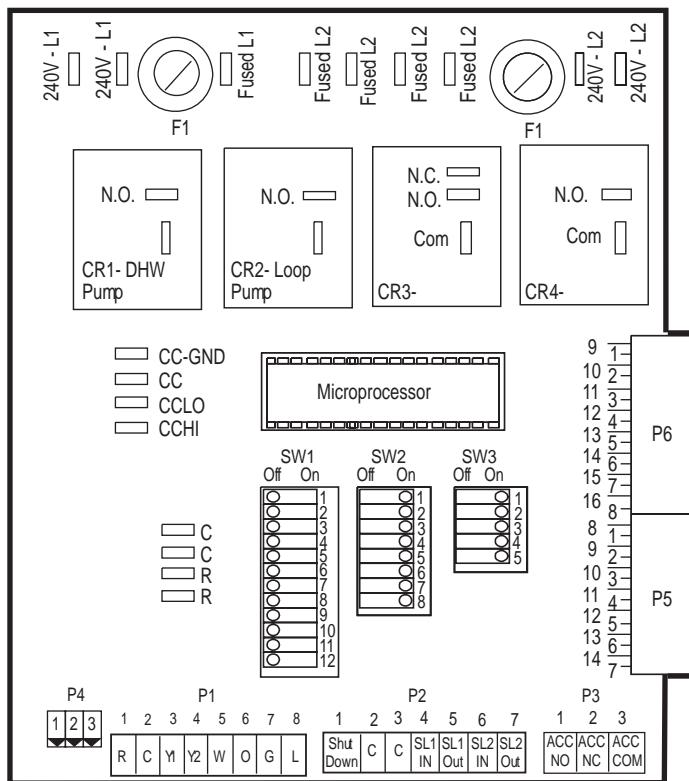 240V - L1
240V - L1
Fused L1
Fused L2
Fused L2
Fused L2
Fused L2
240V - L2
240V - L2
F1
F1
N.O.
CR1- DHW
Pump
N.O.
CR2- Loop
Pump
N.C.
N.O.
Com
CR3-
N.O.
Com
CR4-
CC-GND
CC
CCLO
CCHI
Microprocessor
SW1
Off On
1
2
3
4
5
6
7
8
9
10
11
12
SW2
Off On
1
2
3
4
5
6
7
8
SW3
Off On
1
2
3
4
5
C
C
R
R
9
1
10
2
11
3
12
4
13
5
14
6
15
7
16
8
P6
8
1
9
2
10
3
11
4
12
5
13
6
14
7
P5
P4
1 2 3
P1
1 2 3 4 5 6 7 8
R C Y1 Y2 W O G L
P2
1 2 3 4 5 6 7
Shut Down C C SL1 IN SL1 Out SL2 IN SL2 Out
P3
1 2 3
ACC NO ACC NC ACC COM